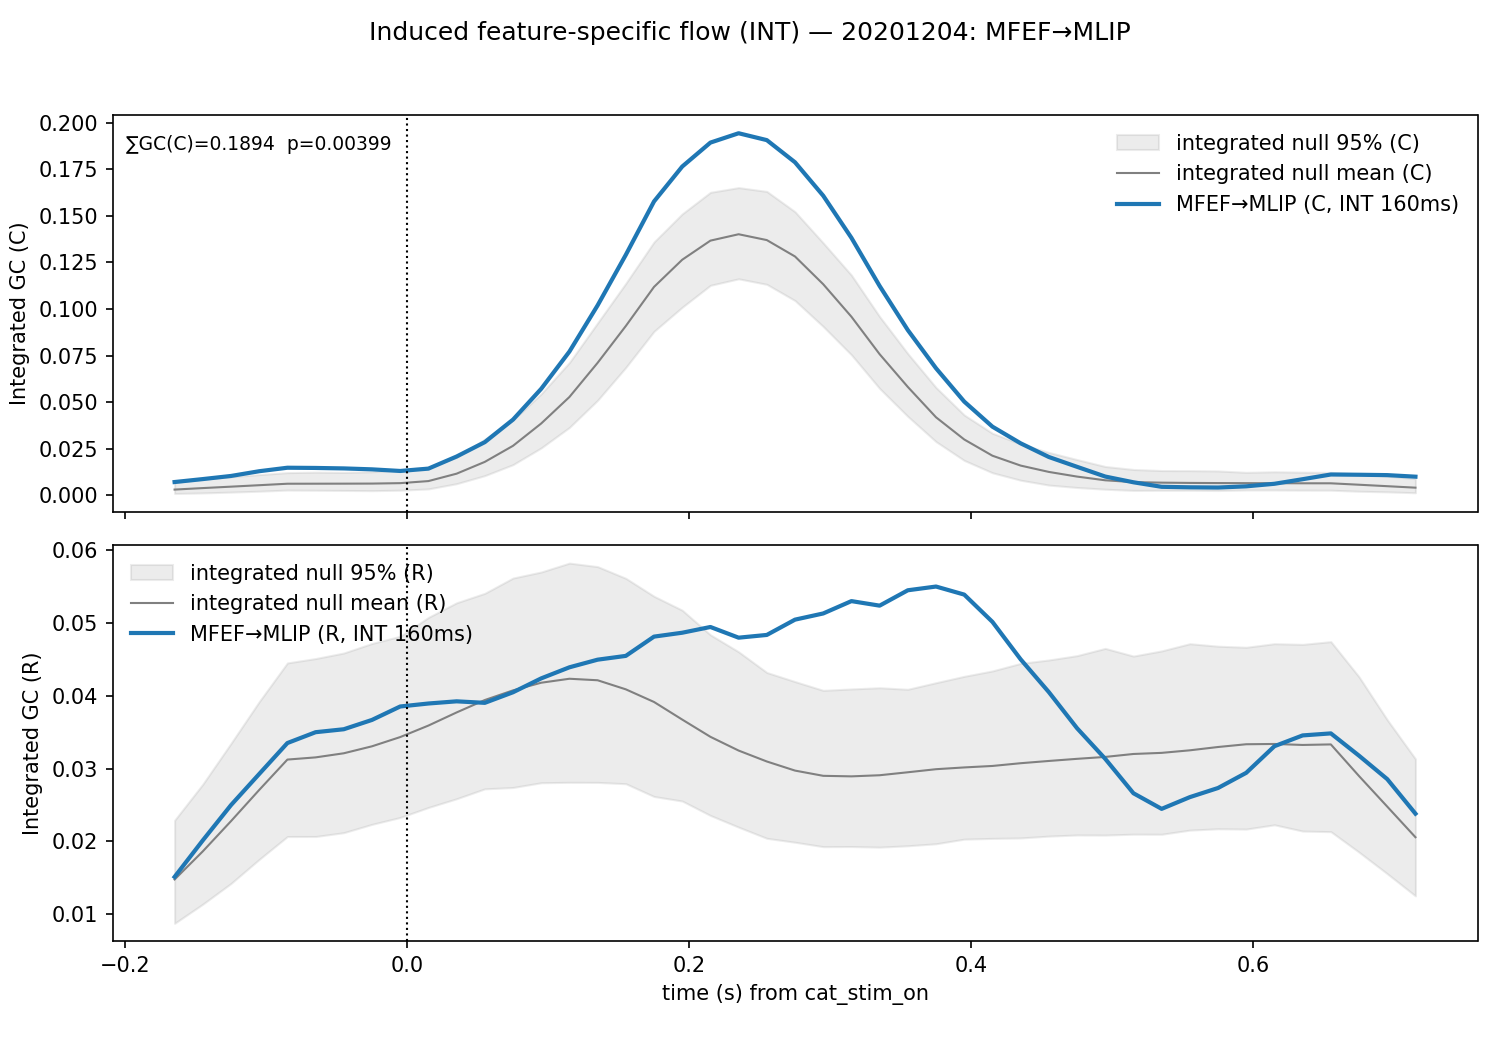 Induced feature-specific flow (INT) — 20201204: MFEF→MLIP
∑GC(C)=0.1894  p=0.00399
integrated null 95% (C)
integrated null mean (C)
MFEF→MLIP (C, INT 160ms)
Integrated GC (C)
0.200
0.175
0.150
0.125
0.100
0.075
0.050
0.025
0.000
integrated null 95% (R)
integrated null mean (R)
MFEF→MLIP (R, INT 160ms)
Integrated GC (R)
0.06
0.05
0.04
0.03
0.02
0.01
−0.2
0.0
0.2
0.4
0.6
time (s) from cat_stim_on